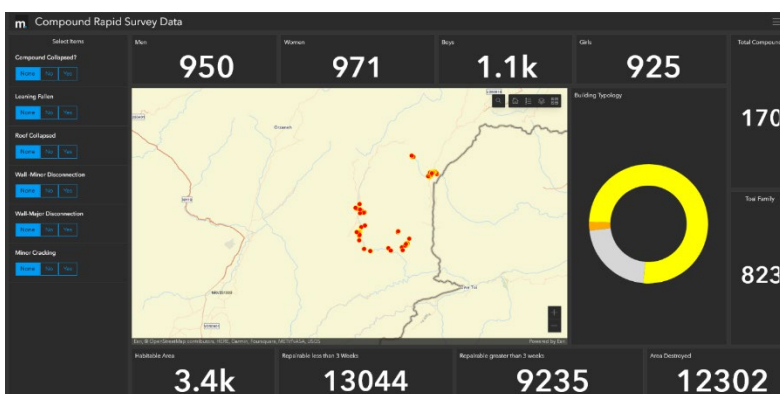 m Compound Rapid Survey Data
Select Items
Compound Collapsed?
None No Yes
Leaning Fallen
None No Yes
Roof Collapsed
None No Yes
Wall -Minor Disconnection
None No Yes
Wall-Major Disconnection
None No Yes
Minor Cracking
None No Yes
Men
950
Women
971
Boys
1.1k
Girls
925
Total Compound
170
Building Typology
Toal Family
823
Powered by Esri
Habitable Area
3.4k
Repairable less than 3 Weeks
13044
Repairable greater than 3 weeks
9235
Area Destroyed
12302